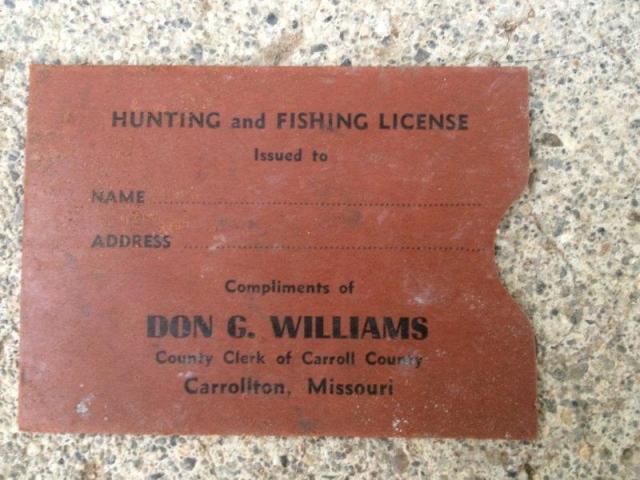 HUNTING and FISHING LICENSE
Issued to
NAME
ADDRESS
Compliments of
DON G. WILLIAMS
County Clerk of Carroll County
Carrollton, Missouri